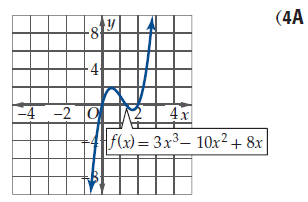 (4A
y
8
4
-4 -2 O 2 4 x
-4
f(x) = 3x³ − 10x² + 8x
-8